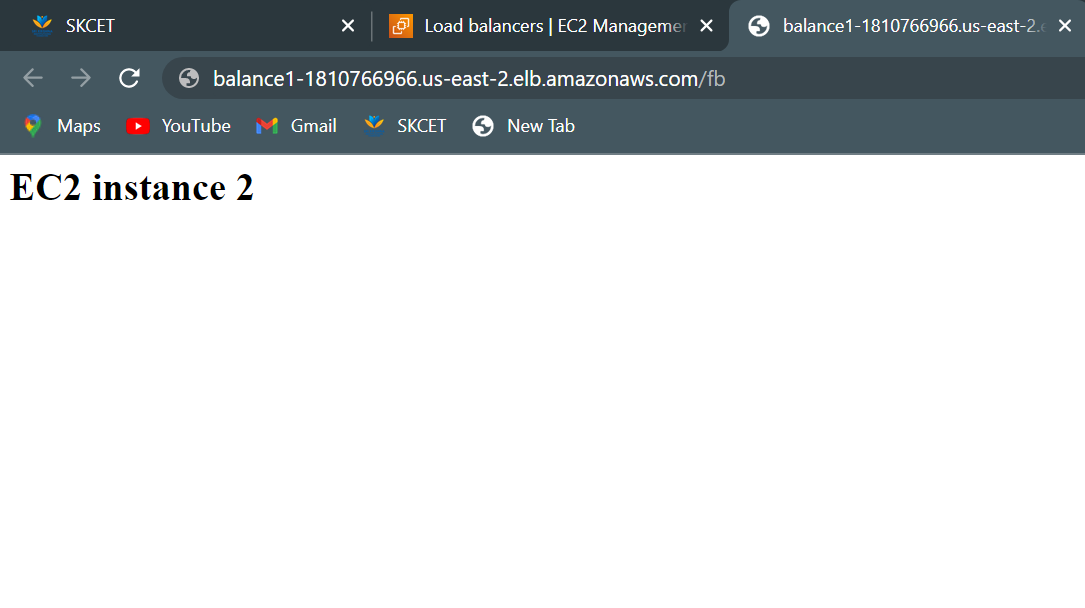 SKCET
Load balancers | EC2 Manageme
balance1-1810766966.us-east-2.e
balance1-1810766966.us-east-2.elb.amazonaws.com/fb
Maps YouTube Gmail SKCET New Tab
EC2 instance 2